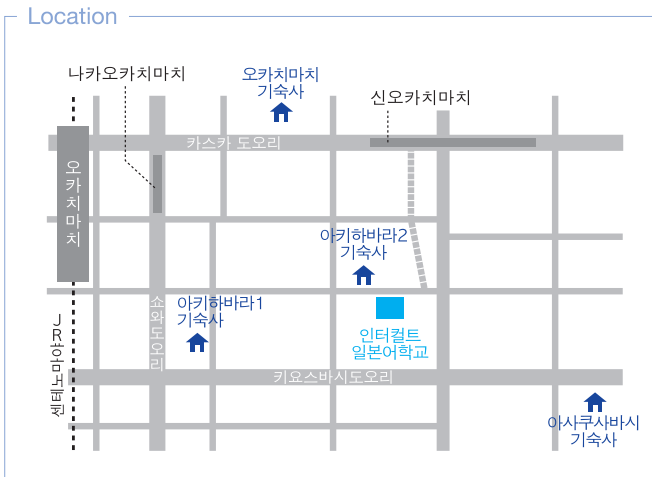 Location
나카오카치마치
오카치마치
기숙사
신오카치마치
카스카 도오리
오카치마치
아키하바라2
기숙사
아키하바라1
기숙사
쇼와도오리
인터컬트
일본어학교
JR야마노테센
키요스바시도오리
아사쿠사바시
기숙사